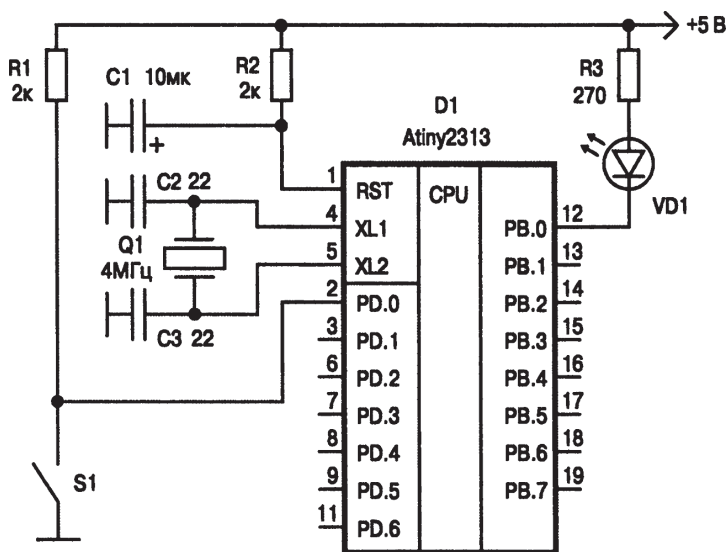 +5 В
R1
2к
C1 10мк
+
R2
2к
R3
270
D1
Atiny2313
VD1
C2 22
Q1
4МГц
C3 22
S1
CPU
1 RST
4 XL1
5 XL2
2 PD.0
3 PD.1
6 PD.2
7 PD.3
8 PD.4
9 PD.5
11 PD.6
PB.0 12
PB.1 13
PB.2 14
PB.3 15
PB.4 16
PB.5 17
PB.6 18
PB.7 19